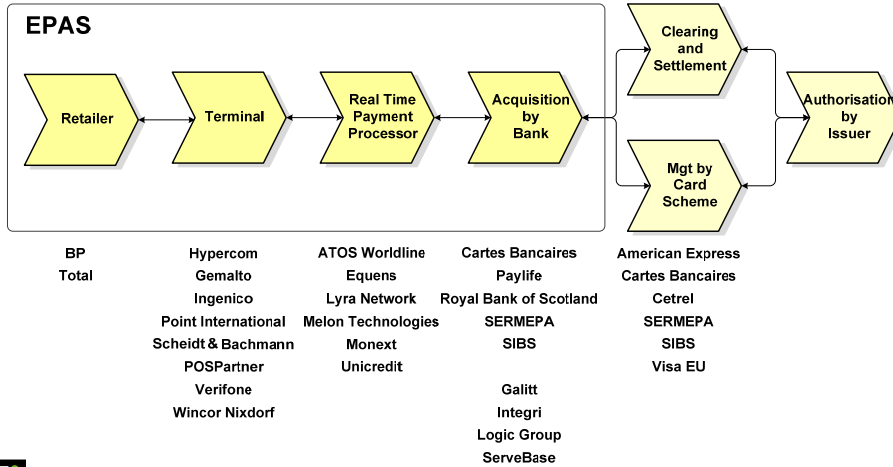 EPAS
Retailer
Terminal
Real Time
Payment
Processor
Acquisition
by
Bank
Clearing
and
Settlement
Mgt by
Card
Scheme
Authorisation
by
Issuer
BP
Total
Hypercom
Gemalto
Ingenico
Point International
Scheidt & Bachmann
POSPartner
Verifone
Wincor Nixdorf
ATOS Worldline
Equens
Lyra Network
Melon Technologies
Monext
Unicredit
Cartes Bancaires
Paylife
Royal Bank of Scotland
SERMEPA
SIBS
Galitt
Integri
Logic Group
ServeBase
American Express
Cartes Bancaires
Cetrel
SERMEPA
SIBS
Visa EU